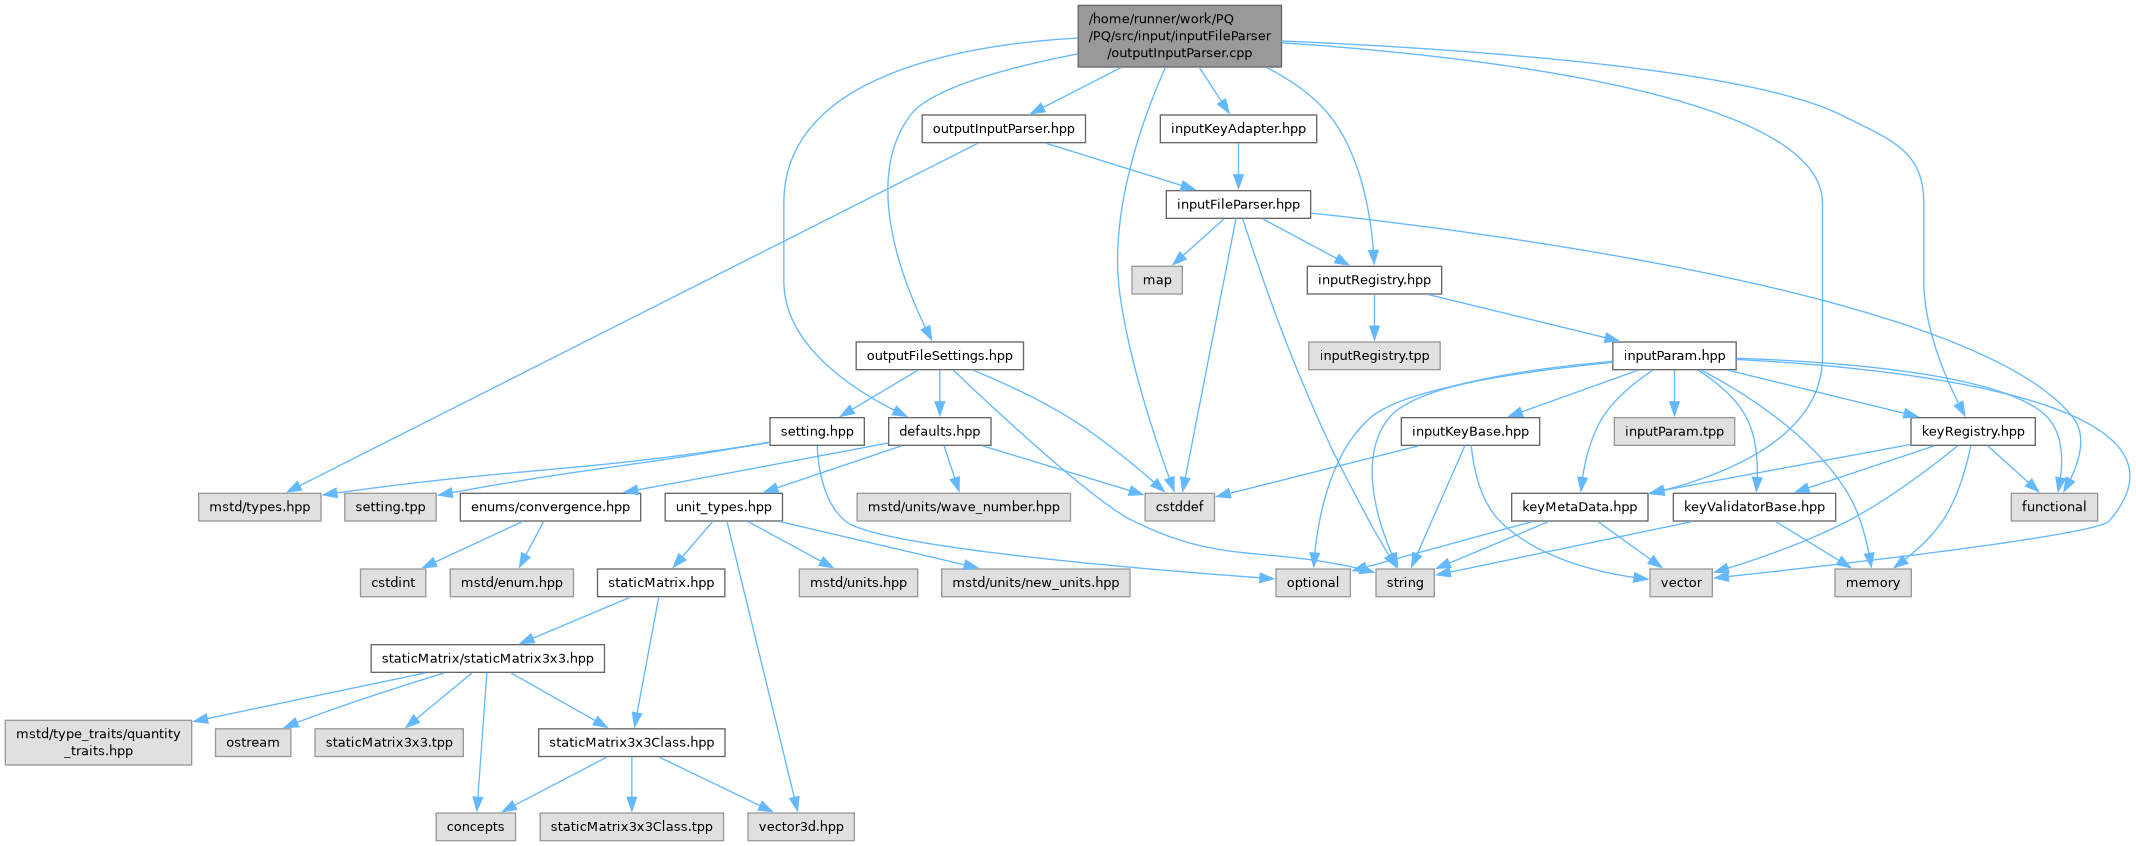 /home/runner/work/PQ
/PQ/src/input/inputFileParser
/outputInputParser.cpp
outputInputParser.hpp
inputKeyAdapter.hpp
inputFileParser.hpp
map
inputRegistry.hpp
outputFileSettings.hpp
inputRegistry.tpp
inputParam.hpp
setting.hpp
defaults.hpp
inputKeyBase.hpp
inputParam.tpp
keyRegistry.hpp
mstd/types.hpp
setting.tpp
enums/convergence.hpp
unit_types.hpp
mstd/units/wave_number.hpp
cstddef
keyMetaData.hpp
keyValidatorBase.hpp
functional
cstdint
mstd/enum.hpp
staticMatrix.hpp
mstd/units.hpp
mstd/units/new_units.hpp
optional
string
vector
memory
staticMatrix/staticMatrix3x3.hpp
mstd/type_traits/quantity
_traits.hpp
ostream
staticMatrix3x3.tpp
staticMatrix3x3Class.hpp
concepts
staticMatrix3x3Class.tpp
vector3d.hpp